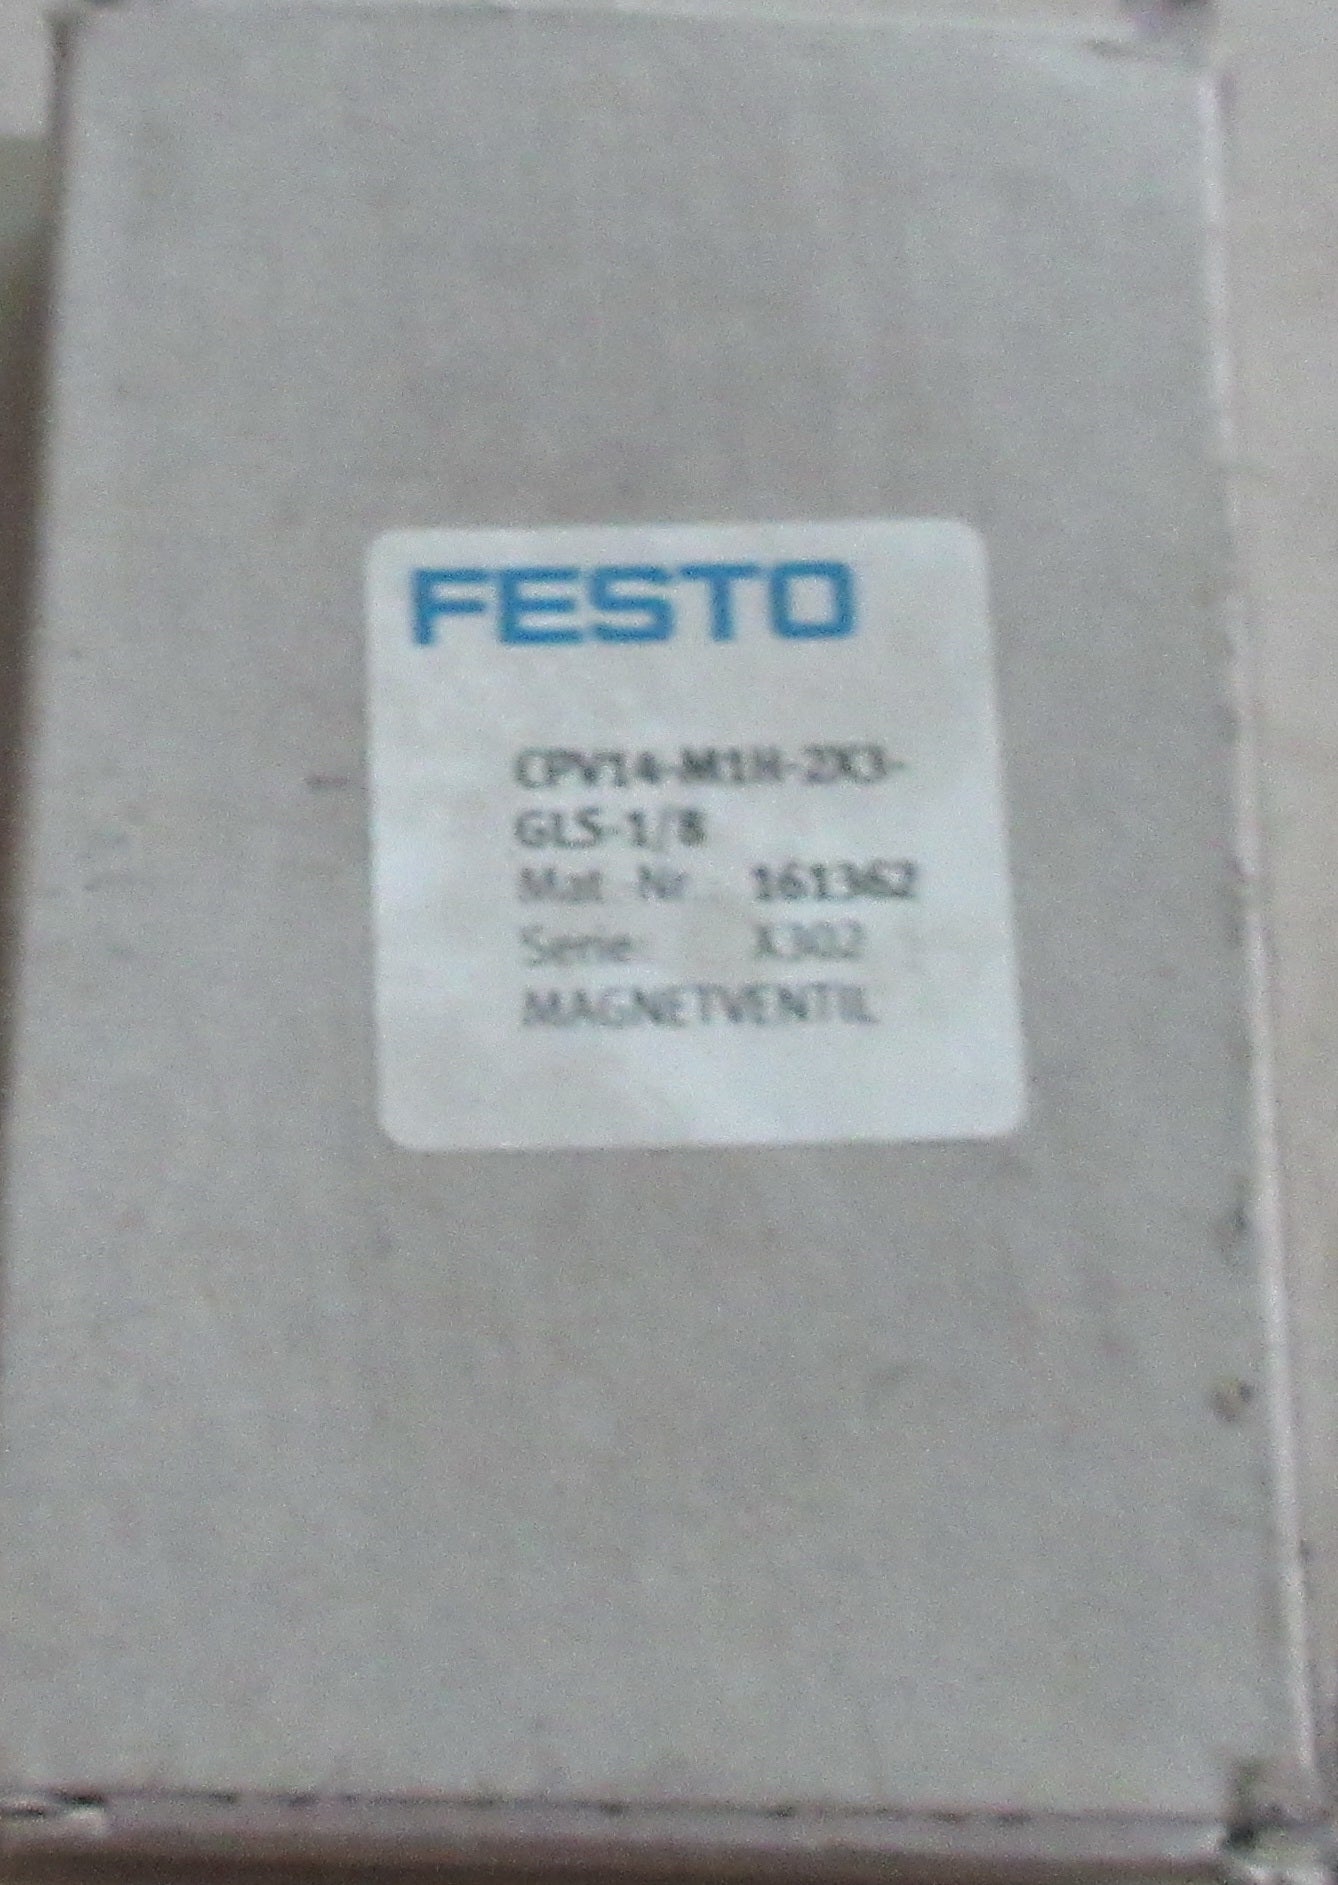 FESTO
CPV14-M1H-2X3-
GLS-1/8
Mat.-Nr.: 161362
Serie: X302
MAGNETVENTIL